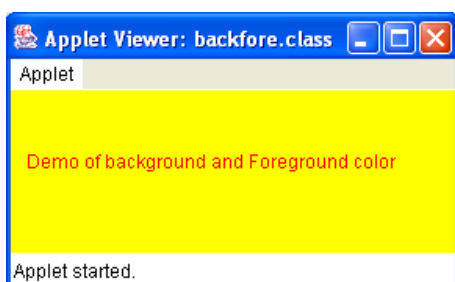 Applet Viewer: backfore.class
Applet
Demo of background and Foreground color
Applet started.